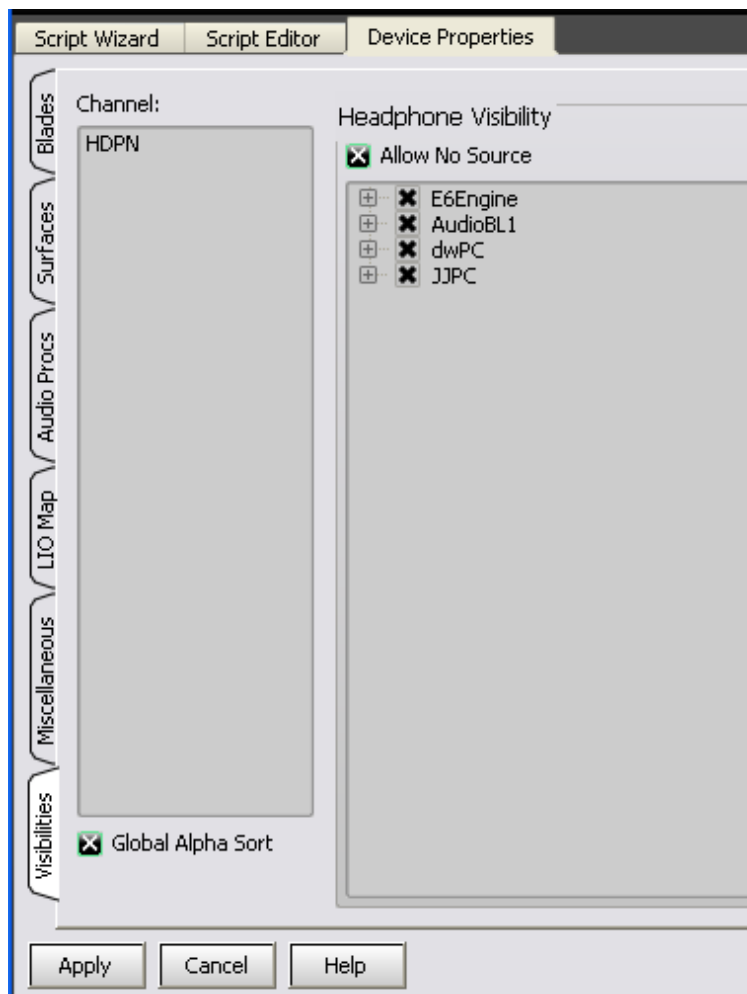 Script Wizard Script Editor Device Properties
Blades
Surfaces
Audio Procs
LIO Map
Miscellaneous
Visibilities
Channel:
HDPN
Global Alpha Sort
Headphone Visibility
Allow No Source
E6Engine
AudioBL1
dwPC
JJPC
Apply Cancel Help